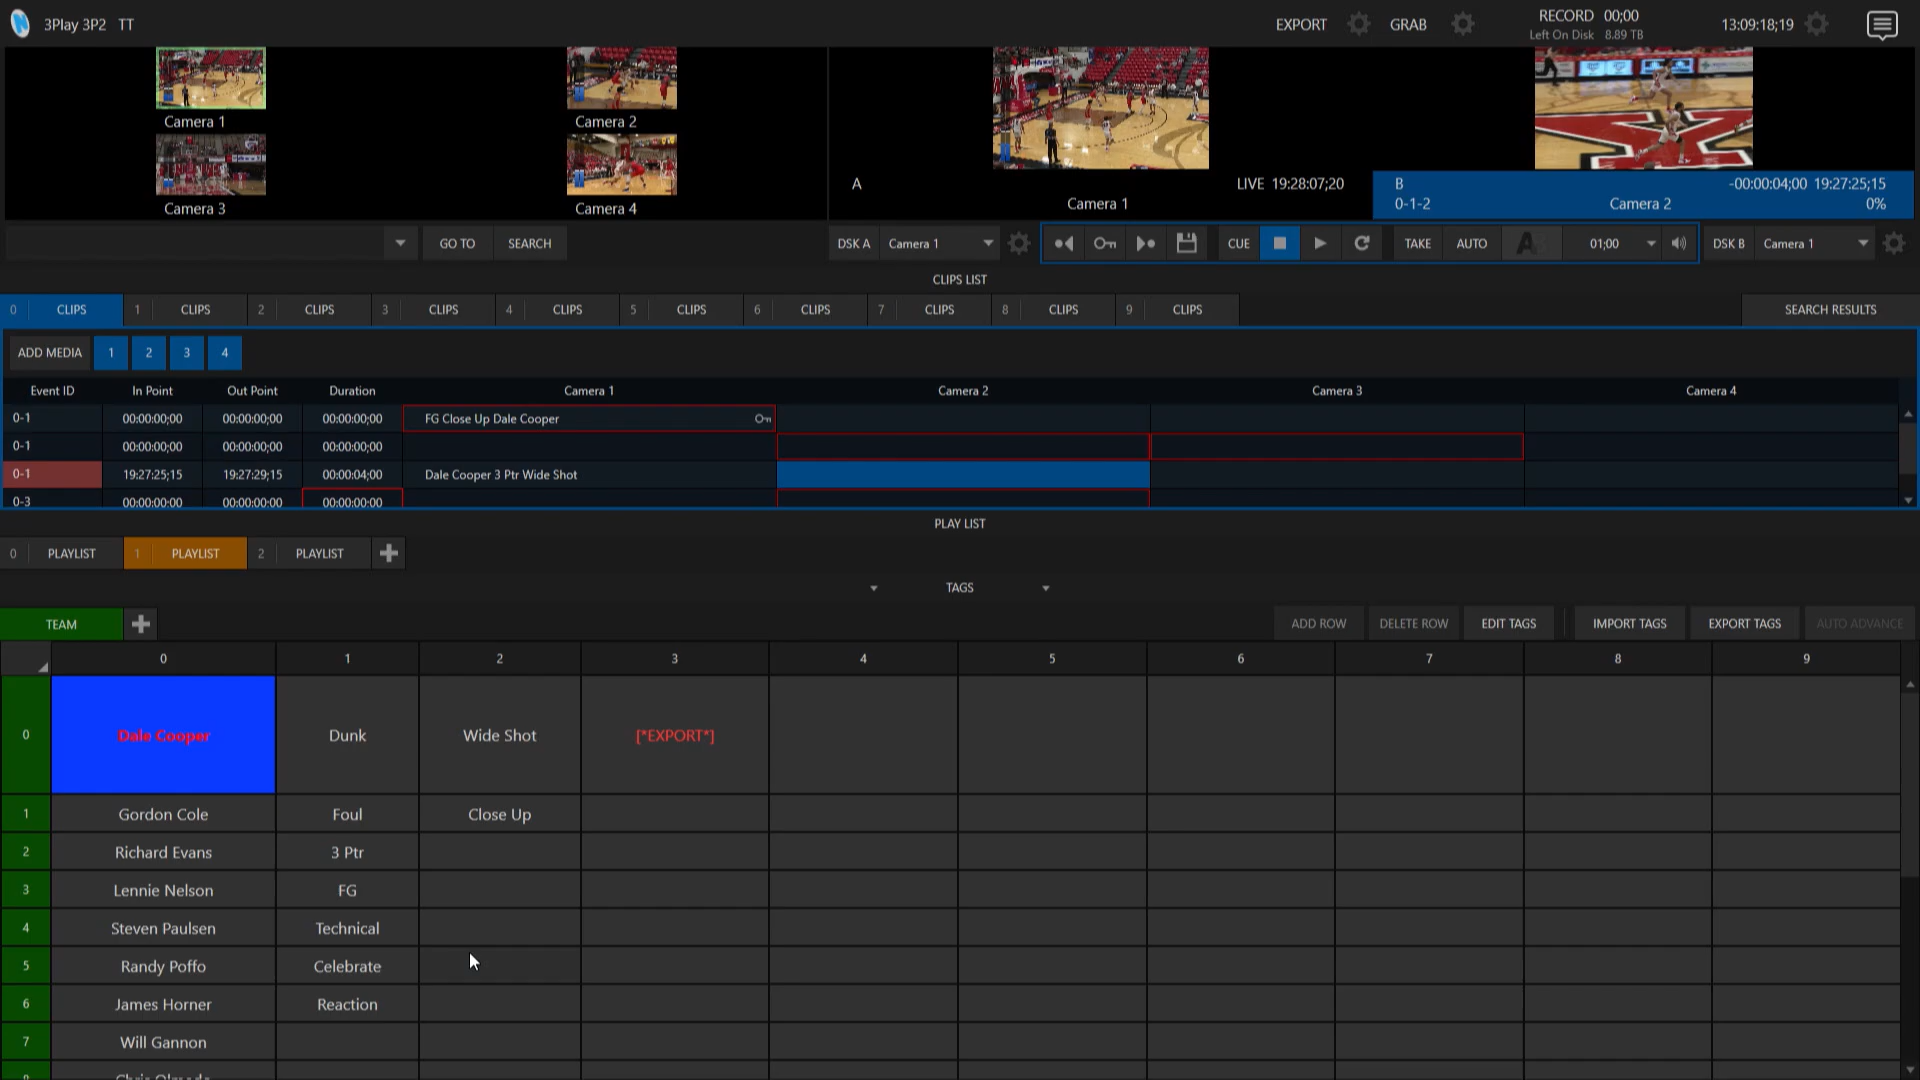 3Play 3P2 TT
EXPORT GRAB RECORD 00;00 13:09:18;19
Left On Disk 8.89 TB
Camera 1 Camera 2
Camera 3 Camera 4
A LIVE 19:28:07;20
Camera 1
B -00:00:04;00 19:27:25;15
0-1-2 Camera 2 0%
GO TO SEARCH DSK A Camera 1 CUE TAKE AUTO 01;00 DSK B Camera 1
CLIPS LIST
0 CLIPS 1 CLIPS 2 CLIPS 3 CLIPS 4 CLIPS 5 CLIPS 6 CLIPS 7 CLIPS 8 CLIPS 9 CLIPS SEARCH RESULTS
ADD MEDIA 1 2 3 4
Event ID In Point Out Point Duration Camera 1 Camera 2 Camera 3 Camera 4
0-1 00:00:00;00 00:00:00;00 00:00:00;00 FG Close Up Dale Cooper
0-1 00:00:00;00 00:00:00;00 00:00:00;00
0-1 19:27:25;15 19:27:29;15 00:00:04;00 Dale Cooper 3 Ptr Wide Shot
0-3 00:00:00;00 00:00:00;00 00:00:00;00
PLAY LIST
0 PLAYLIST 1 PLAYLIST 2 PLAYLIST
TAGS
TEAM ADD ROW DELETE ROW EDIT TAGS IMPORT TAGS EXPORT TAGS AUTO ADVANCE
0 1 2 3 4 5 6 7 8 9
0 Dale Cooper Dunk Wide Shot [*EXPORT*]
1 Gordon Cole Foul Close Up
2 Richard Evans 3 Ptr
3 Lennie Nelson FG
4 Steven Paulsen Technical
5 Randy Poffo Celebrate
6 James Horner Reaction
7 Will Gannon